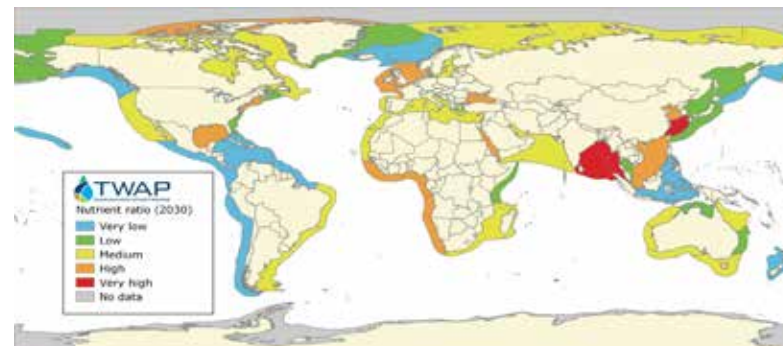 TWAP
Nutrient ratio (2030)
Very low
Low
Medium
High
Very high
No data